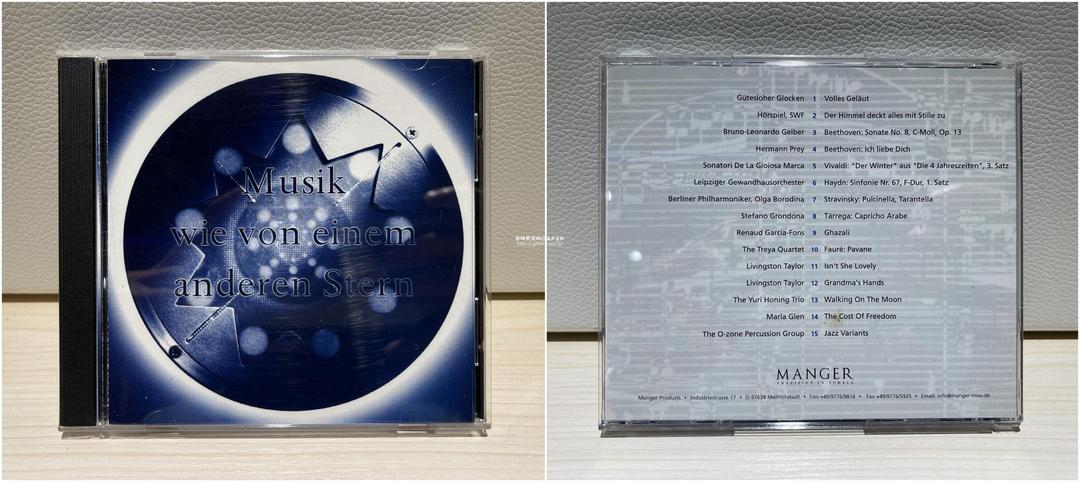 Musik
wie von einem
anderen Stern
Gütesloher Glocken 1 Volles Geläut
Hörspiel, SWF 2 Der Himmel deckt alles mit Stille zu
Bruno-Leonardo Gelber 3 Beethoven: Sonate No. 8, C-Moll, Op. 13
Hermann Prey 4 Beethoven: Ich liebe Dich
Sonatori De La Gioiosa Marca 5 Vivaldi: "Der Winter" aus "Die 4 Jahreszeiten", 3. Satz
Leipziger Gewandhausorchester 6 Haydn: Sinfonie Nr. 67, F-Dur, 1. Satz
Berliner Philharmoniker, Olga Borodina 7 Stravinsky: Pulcinella, Tarantella
Stefano Grondona 8 Tárrega: Capricho Arabe
Renaud Garcia-Fons 9 Ghazali
The Treya Quartet 10 Fauré: Pavane
Livingston Taylor 11 Isn't She Lovely
Livingston Taylor 12 Grandma's Hands
The Yuri Honing Trio 13 Walking On The Moon
Marla Glen 14 The Cost Of Freedom
The O-zone Percussion Group 15 Jazz Variants
MANGER
PRÄZISION IN SCHALL
Manger Products • Industriestrasse 17 • D-97638 Mellrichstadt • Fon +49/9776/9816 • Fax +49/9776/5925 • Email: info@manger-msw.de